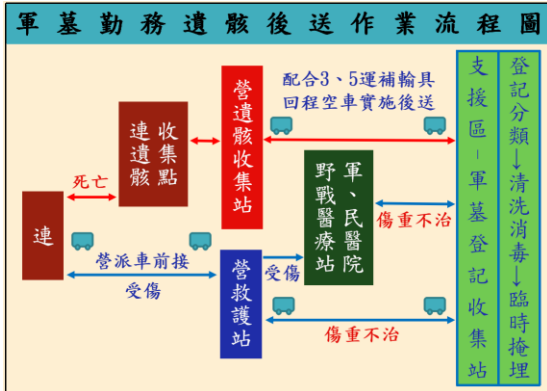 軍墓勤務遺骸後送作業流程圖
連
死亡
連遺骸
收集點
營遺骸收集站
配合3、5運補輸具
回程空車實施後送
營派車前接
受傷
營救護站
受傷
野戰醫療站
軍、民醫院
傷重不治
傷重不治
支援區－軍墓登記收集站
登記分類→清洗消毒→臨時掩埋